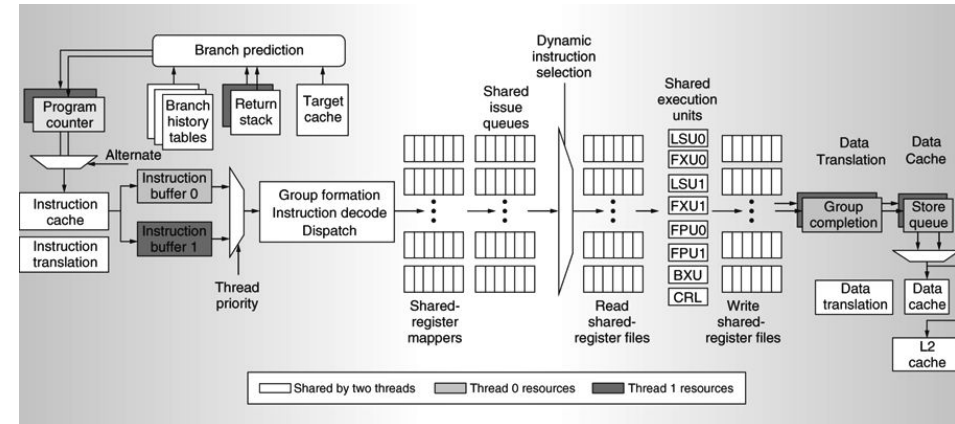 Branch prediction
Program
counter
Branch
history
tables
Return
stack
Target
cache
Alternate
Instruction
cache
Instruction
translation
Instruction
buffer 0
Instruction
buffer 1
Thread
priority
Group formation
Instruction decode
Dispatch
Shared-
register
mappers
Shared
issue
queues
Dynamic
instruction
selection
Read
shared-
register files
Shared
execution
units
LSU0
FXU0
LSU1
FXU1
FPU0
FPU1
BXU
CRL
Write
shared-
register files
Data
Translation
Data
Cache
Group
completion
Store
queue
Data
translation
Data
cache
L2
cache
Shared by two threads
Thread 0 resources
Thread 1 resources